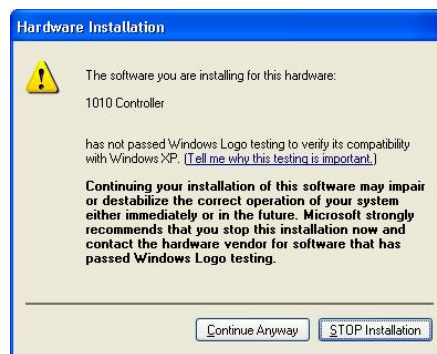 Hardware Installation
The software you are installing for this hardware:
1010 Controller
has not passed Windows Logo testing to verify its compatibility
with Windows XP. (Tell me why this testing is important.)
Continuing your installation of this software may impair
or destabilize the correct operation of your system
either immediately or in the future. Microsoft strongly
recommends that you stop this installation now and
contact the hardware vendor for software that has
passed Windows Logo testing.
Continue Anyway STOP Installation